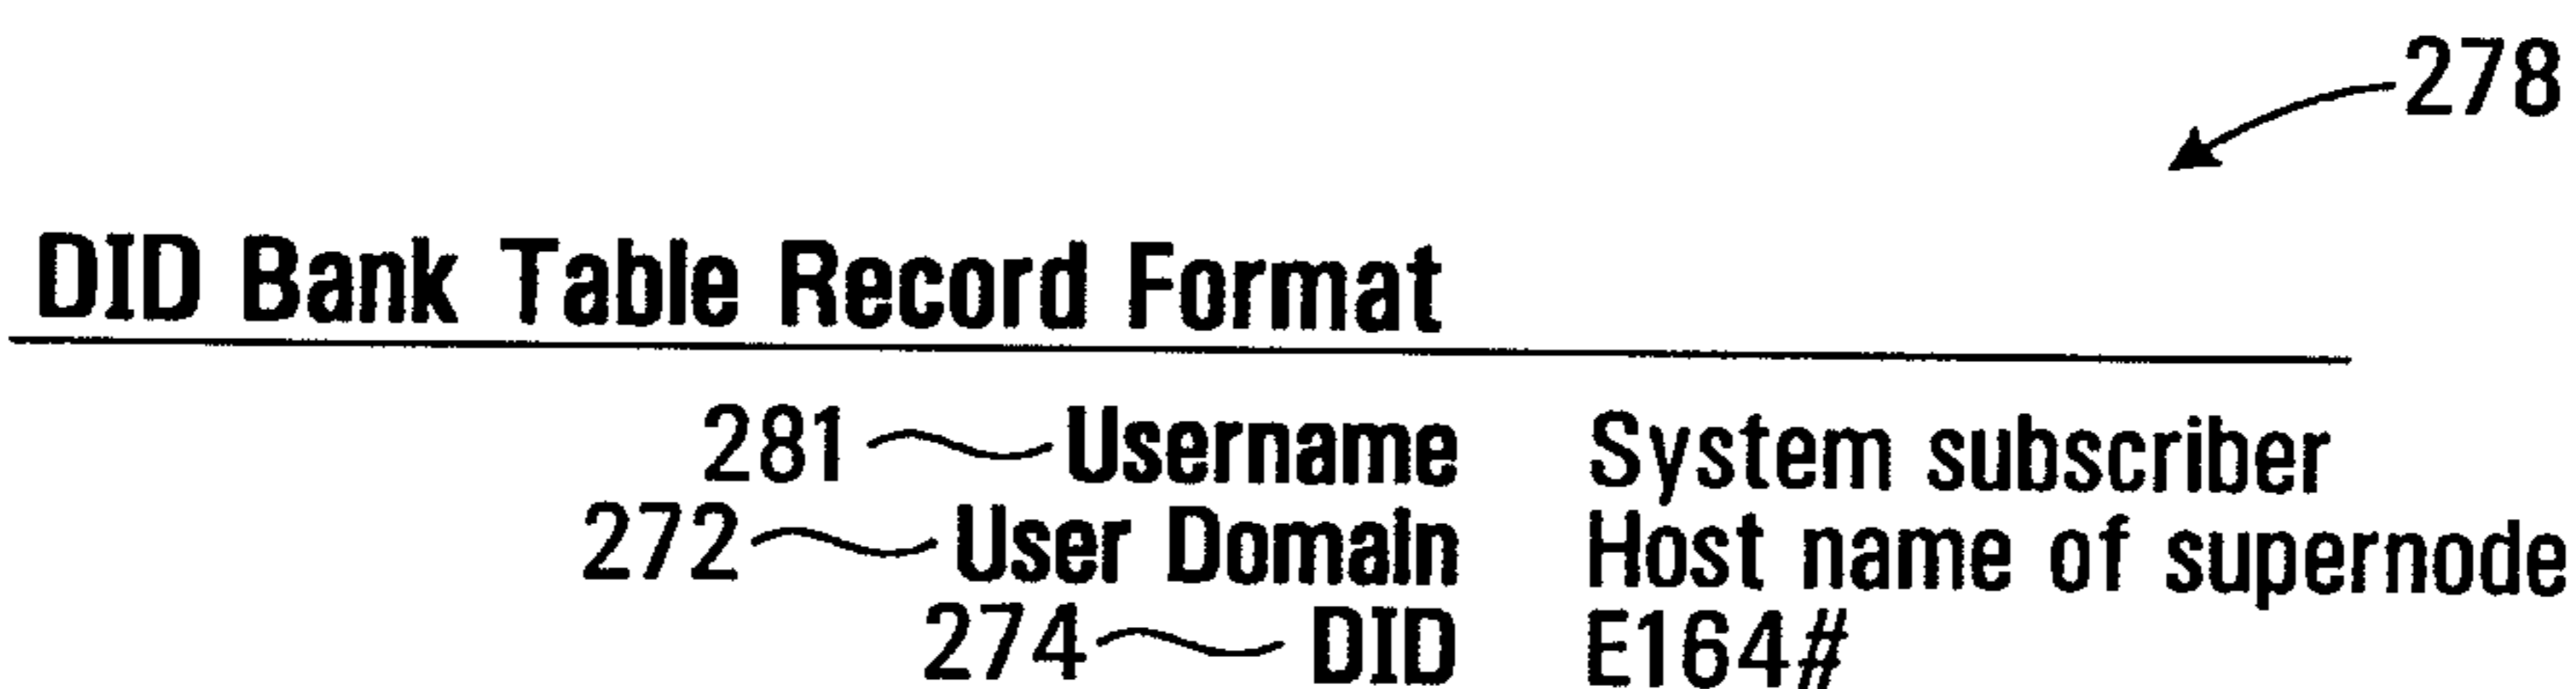 278
DID Bank Table Record Format
281 Username System subscriber
272 User Domain Host name of supernode
274 DID E164#